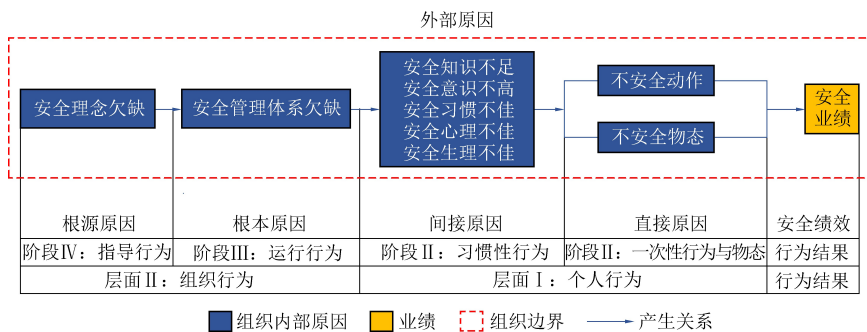 外部原因
安全理念欠缺
安全管理体系欠缺
安全知识不足
安全意识不高
安全习惯不佳
安全心理不佳
安全生理不佳
不安全动作
不安全物态
安全
业绩
根源原因 根本原因 间接原因 直接原因 安全绩效
阶段Ⅳ：指导行为 阶段Ⅲ：运行行为 阶段Ⅱ：习惯性行为 阶段Ⅱ：一次性行为与物态 行为结果
层面Ⅱ：组织行为 层面Ⅰ：个人行为 行为结果
组织内部原因 业绩 组织边界 产生关系